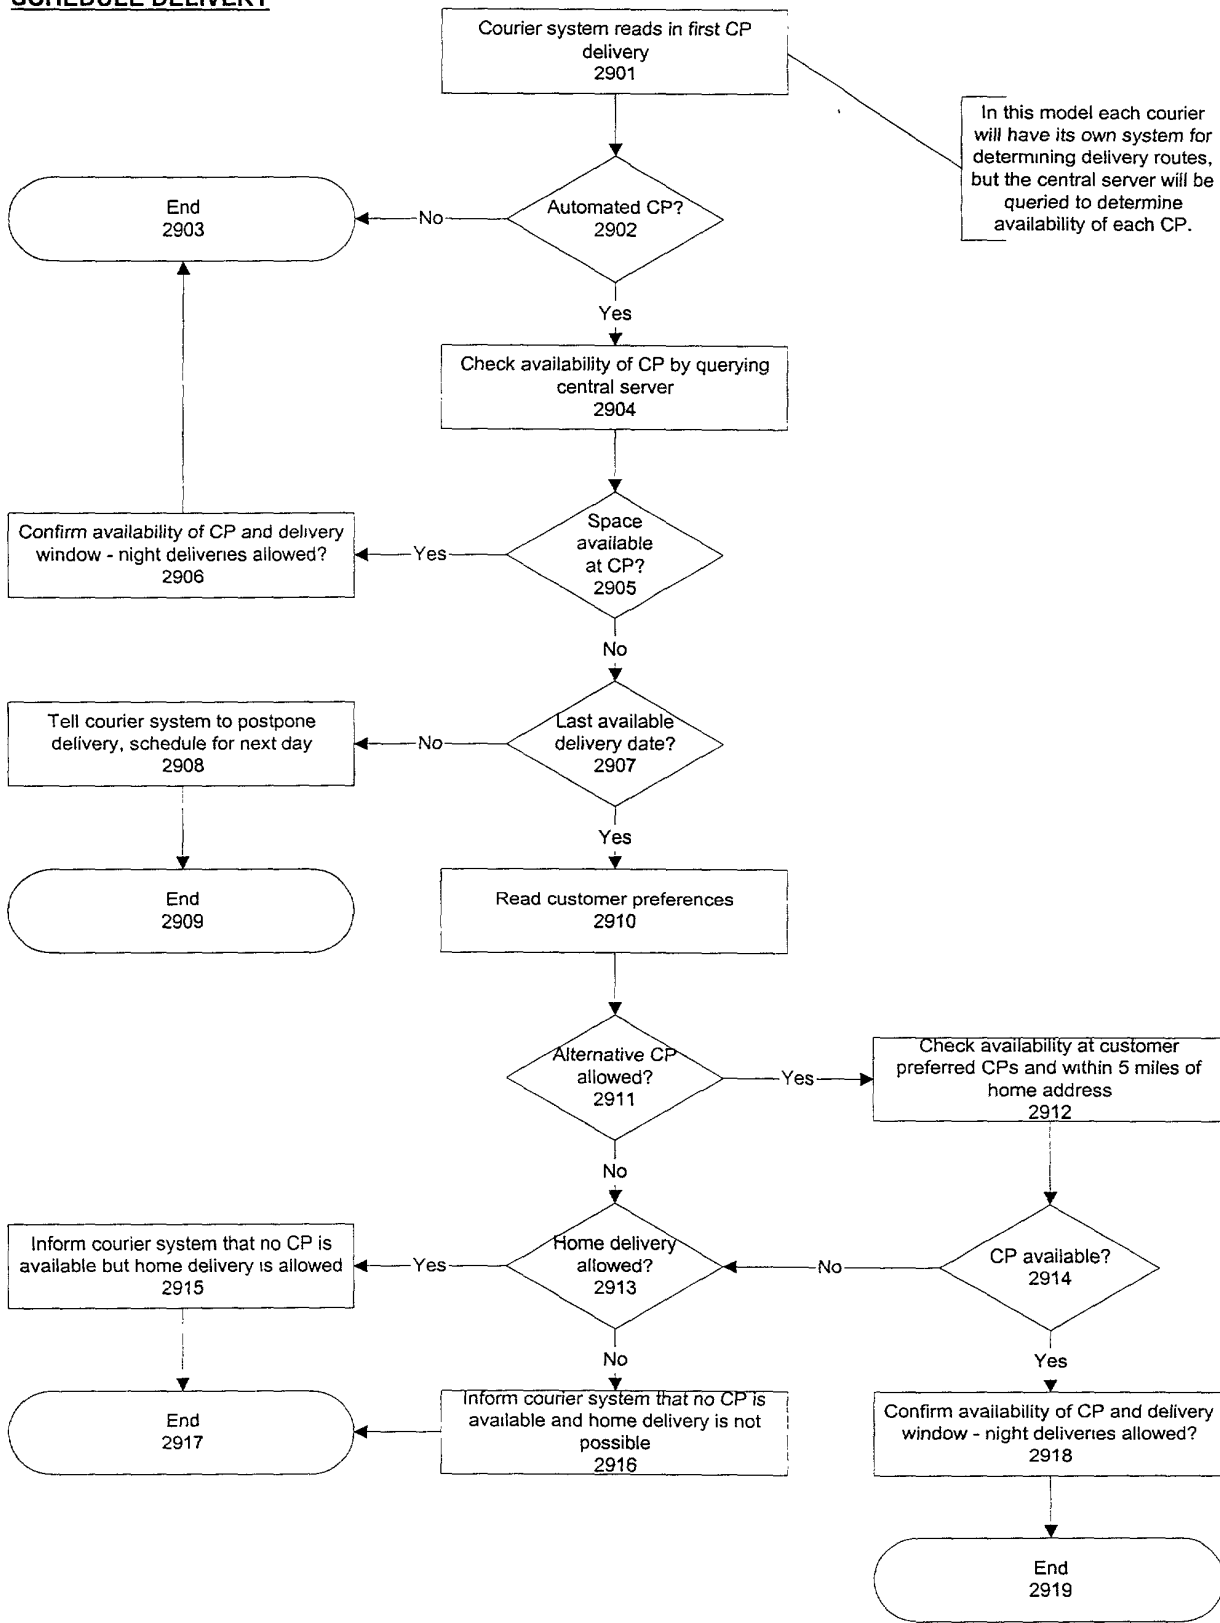 SCHEDULE DELIVERY
Courier system reads in first CP
delivery
2901
In this model each courier
will have its own system for
determining delivery routes,
but the central server will be
queried to determine
availability of each CP.
Automated CP?
2902
No
End
2903
Yes
Check availability of CP by querying
central server
2904
Space
available
at CP?
2905
Yes
Confirm availability of CP and delivery
window - night deliveries allowed?
2906
No
Last available
delivery date?
2907
No
Tell courier system to postpone
delivery, schedule for next day
2908
Yes
End
2909
Read customer preferences
2910
Alternative CP
allowed?
2911
Yes
Check availability at customer
preferred CPs and within 5 miles of
home address
2912
No
Home delivery
allowed?
2913
Yes
Inform courier system that no CP is
available but home delivery is allowed
2915
No
CP available?
2914
No
Yes
End
2917
Inform courier system that no CP is
available and home delivery is not
possible
2916
Confirm availability of CP and delivery
window - night deliveries allowed?
2918
End
2919